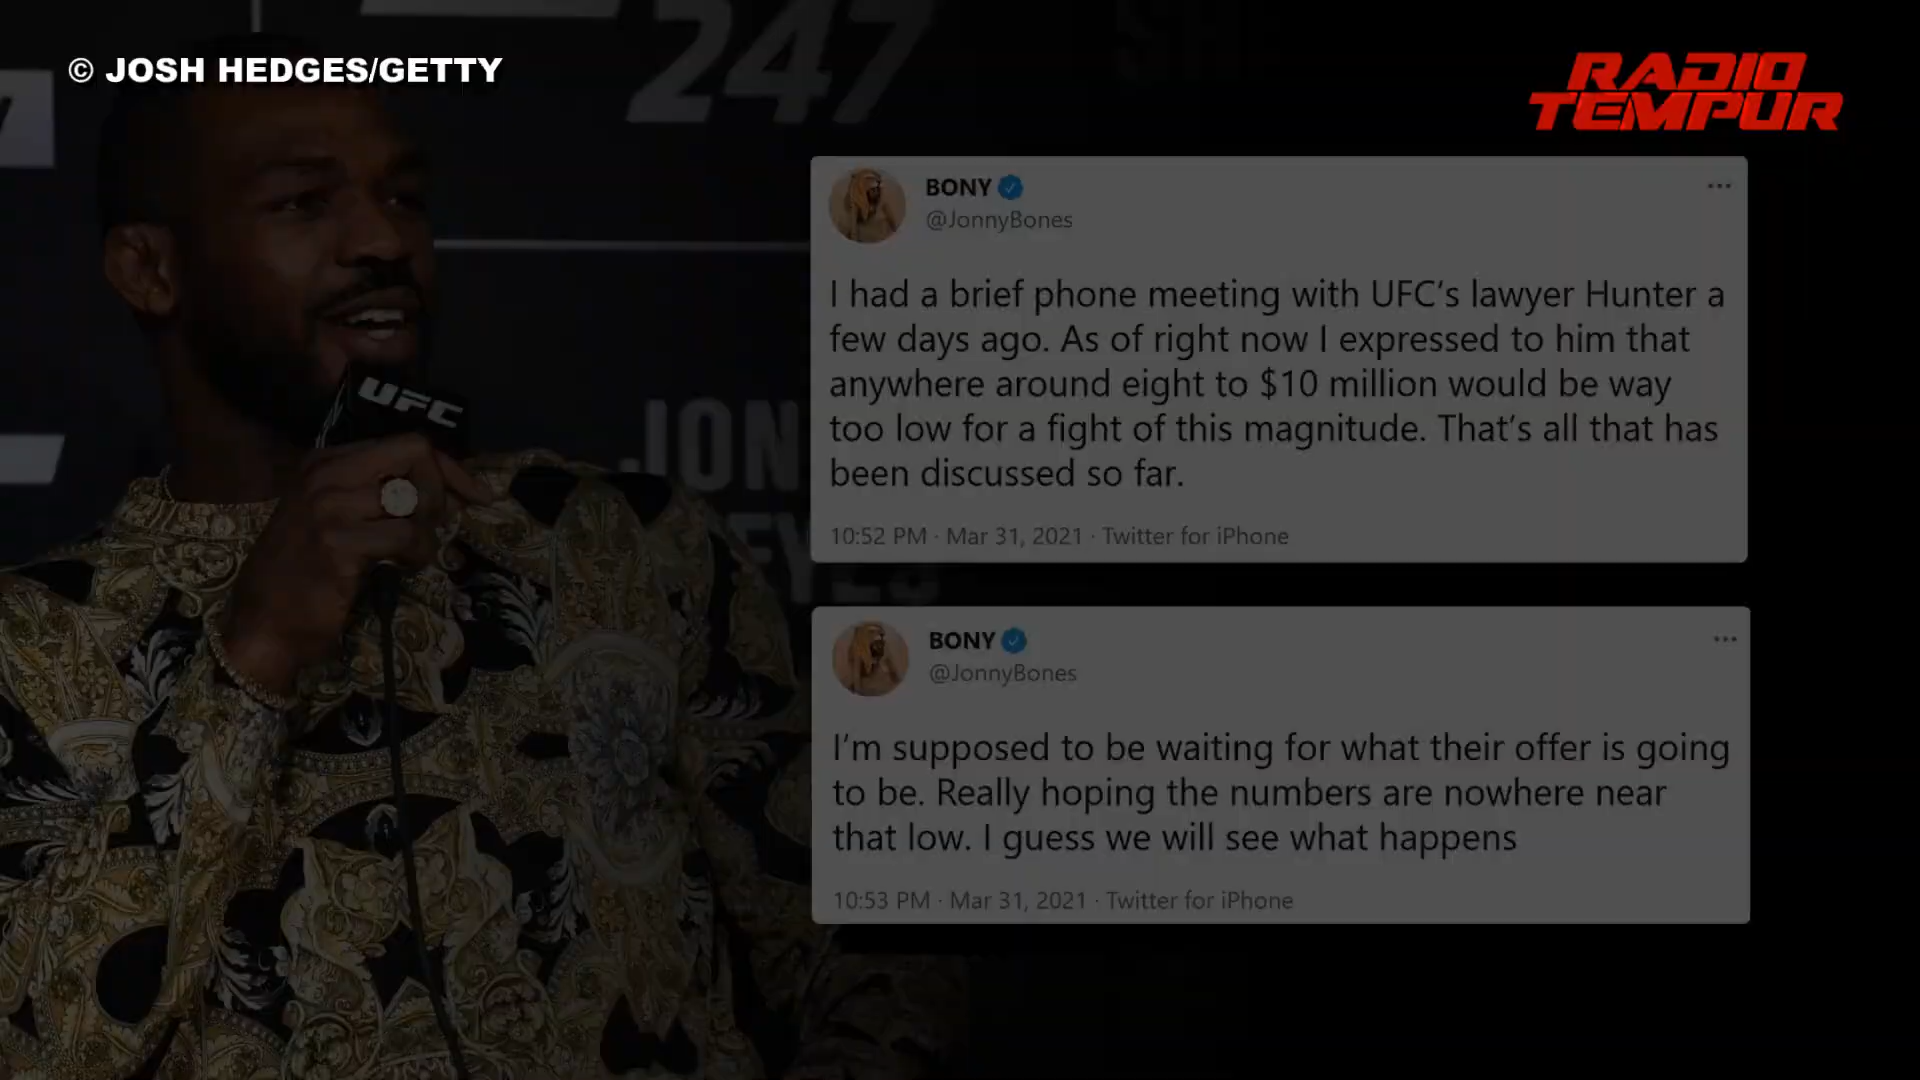 © JOSH HEDGES/GETTY
247
RADIO
TEMPUR
UFC
JON
BONY
@JonnyBones
I had a brief phone meeting with UFC’s lawyer Hunter a
few days ago. As of right now I expressed to him that
anywhere around eight to $10 million would be way
too low for a fight of this magnitude. That’s all that has
been discussed so far.
10:52 PM · Mar 31, 2021 · Twitter for iPhone
BONY
@JonnyBones
I’m supposed to be waiting for what their offer is going
to be. Really hoping the numbers are nowhere near
that low. I guess we will see what happens
10:53 PM · Mar 31, 2021 · Twitter for iPhone